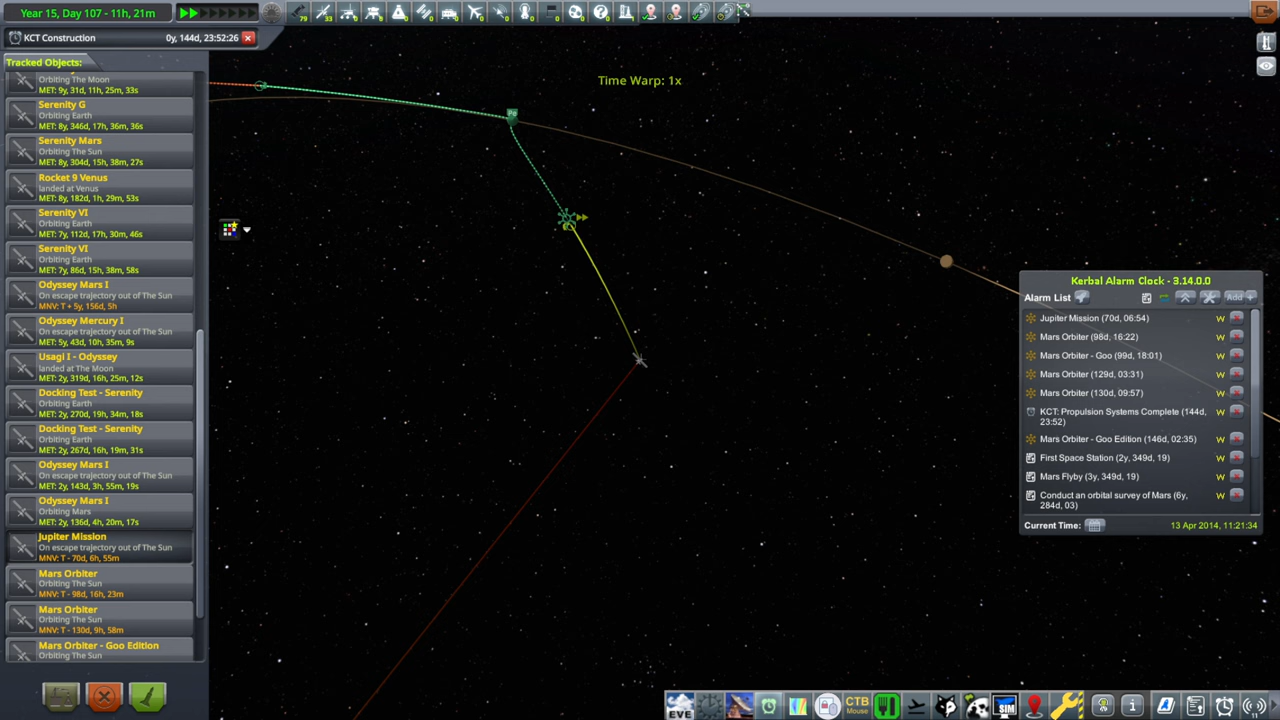 Year 15, Day 107 - 11h, 21m
79
33
KCT Construction 0y, 144d, 23:52:26
Tracked Objects:
Time Warp: 1x
Orbiting The Moon
MET: 9y, 31d, 11h, 25m, 33s
Serenity G
Orbiting Earth
MET: 8y, 346d, 17h, 36m, 36s
Serenity Mars
Orbiting The Sun
MET: 8y, 304d, 15h, 38m, 27s
Rocket 9 Venus
landed at Venus
MET: 8y, 182d, 1h, 29m, 53s
Serenity VI
Orbiting Earth
MET: 7y, 112d, 17h, 30m, 46s
Serenity VI
Orbiting Earth
MET: 7y, 86d, 15h, 38m, 58s
Odyssey Mars I
On escape trajectory out of The Sun
MNV: T + 5y, 156d, 5h
Odyssey Mercury I
On escape trajectory out of The Sun
MET: 5y, 43d, 10h, 35m, 9s
Usagi I - Odyssey
landed at The Moon
MET: 2y, 319d, 16h, 25m, 12s
Docking Test - Serenity
Orbiting Earth
MET: 2y, 270d, 19h, 34m, 18s
Docking Test - Serenity
Orbiting Earth
MET: 2y, 267d, 16h, 19m, 31s
Odyssey Mars I
On escape trajectory out of The Sun
MET: 2y, 143d, 3h, 55m, 19s
Odyssey Mars I
Orbiting Mars
MET: 2y, 136d, 4h, 20m, 17s
Jupiter Mission
On escape trajectory out of The Sun
MNV: T - 70d, 6h, 55m
Mars Orbiter
Orbiting The Sun
MNV: T - 98d, 16h, 23m
Mars Orbiter
Orbiting The Sun
MNV: T - 130d, 9h, 58m
Mars Orbiter - Goo Edition
Orbiting The Sun
Pe
Kerbal Alarm Clock - 3.14.0.0
Alarm List Add +
Jupiter Mission (70d, 06:54) W
Mars Orbiter (98d, 16:22) W
Mars Orbiter - Goo (99d, 18:01) W
Mars Orbiter (129d, 03:31) W
Mars Orbiter (130d, 09:57) W
KCT: Propulsion Systems Complete (144d, W
23:52)
Mars Orbiter - Goo Edition (146d, 02:35) W
First Space Station (2y, 349d, 19) W
Mars Flyby (3y, 349d, 19) W
Conduct an orbital survey of Mars (6y, W
284d, 03)
Current Time: 13 Apr 2014, 11:21:34
EVE
CTB
Mouse
SIM